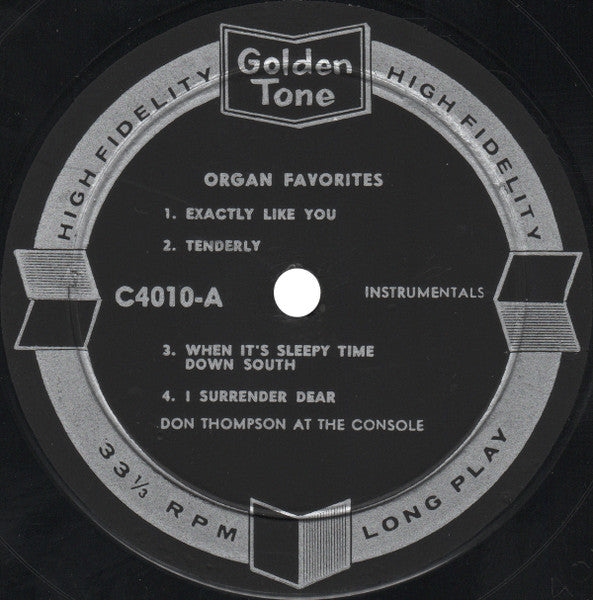 Golden
Tone
HIGH FIDELITY
HIGH FIDELITY
ORGAN FAVORITES
1. EXACTLY LIKE YOU
2. TENDERLY
C4010-A
INSTRUMENTALS
3. WHEN IT'S SLEEPY TIME
DOWN SOUTH
4. I SURRENDER DEAR
DON THOMPSON AT THE CONSOLE
33⅓ RPM
LONG PLAY